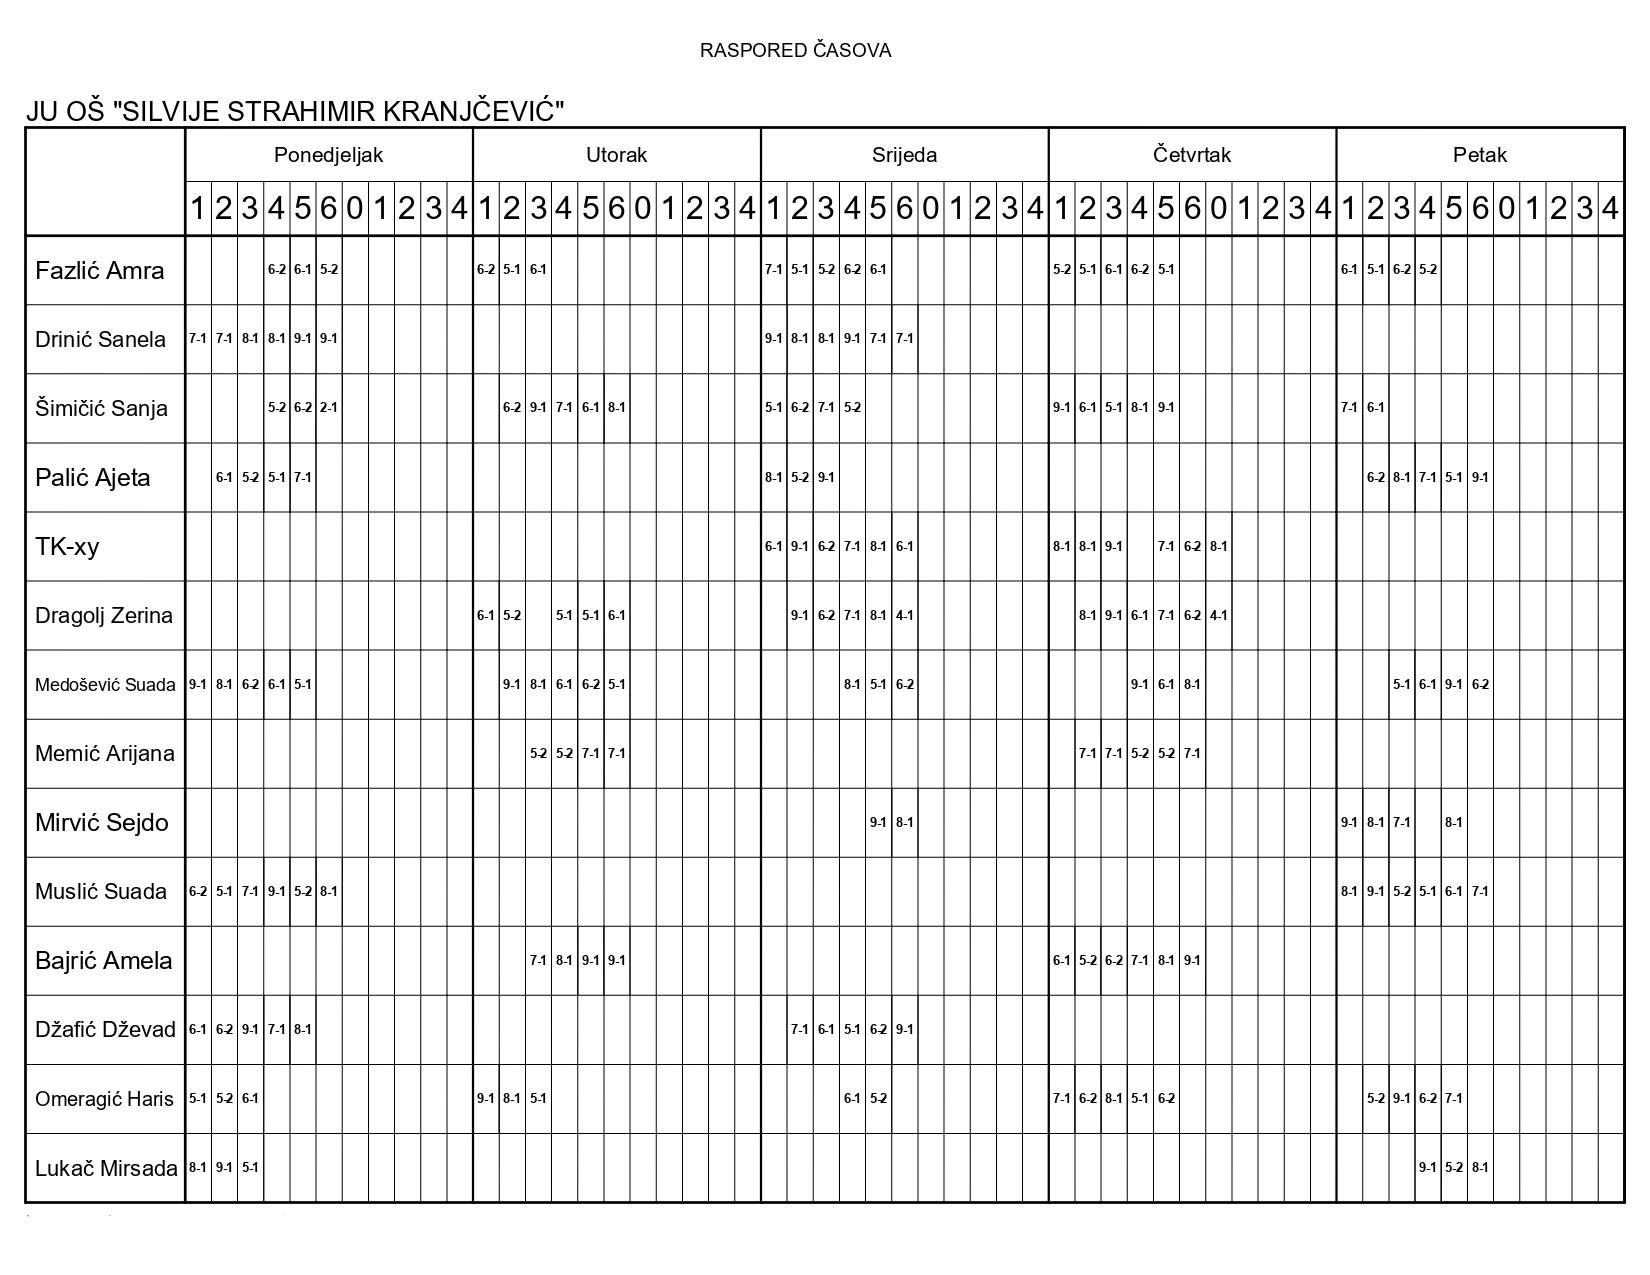 RASPORED ČASOVA
JU OŠ "SILVIJE STRAHIMIR KRANJČEVIĆ"
Ponedjeljak Utorak Srijeda Četvrtak Petak
1 2 3 4 5 6 0 1 2 3 4 1 2 3 4 5 6 0 1 2 3 4 1 2 3 4 5 6 0 1 2 3 4 1 2 3 4 5 6 0 1 2 3 4 1 2 3 4 5 6 0 1 2 3 4
Fazlić Amra 6-2 6-1 5-2 6-2 5-1 6-1 7-1 5-1 5-2 6-2 6-1 5-2 5-1 6-1 6-2 5-1 6-1 5-1 6-2 5-2
Drinić Sanela 7-1 7-1 8-1 8-1 9-1 9-1 9-1 8-1 8-1 9-1 7-1 7-1
Šimičić Sanja 5-2 6-2 2-1 6-2 9-1 7-1 6-1 8-1 5-1 6-2 7-1 5-2 9-1 6-1 5-1 8-1 9-1 7-1 6-1
Palić Ajeta 6-1 5-2 5-1 7-1 8-1 5-2 9-1 6-2 8-1 7-1 5-1 9-1
TK-xy 6-1 9-1 6-2 7-1 8-1 6-1 8-1 8-1 9-1 7-1 6-2 8-1
Dragolj Zerina 6-1 5-2 5-1 5-1 6-1 9-1 6-2 7-1 8-1 4-1 8-1 9-1 6-1 7-1 6-2 4-1
Medošević Suada 9-1 8-1 6-2 6-1 5-1 9-1 8-1 6-1 6-2 5-1 8-1 5-1 6-2 9-1 6-1 8-1 5-1 6-1 9-1 6-2
Memić Arijana 5-2 5-2 7-1 7-1 7-1 7-1 5-2 5-2 7-1
Mirvić Sejdo 9-1 8-1 9-1 8-1 7-1 8-1
Muslić Suada 6-2 5-1 7-1 9-1 5-2 8-1 8-1 9-1 5-2 5-1 6-1 7-1
Bajrić Amela 7-1 8-1 9-1 9-1 6-1 5-2 6-2 7-1 8-1 9-1
Džafić Dževad 6-1 6-2 9-1 7-1 8-1 7-1 6-1 5-1 6-2 9-1
Omeragić Haris 5-1 5-2 6-1 9-1 8-1 5-1 6-1 5-2 7-1 6-2 8-1 5-1 6-2 5-2 9-1 6-2 7-1
Lukač Mirsada 8-1 9-1 5-1 9-1 5-2 8-1